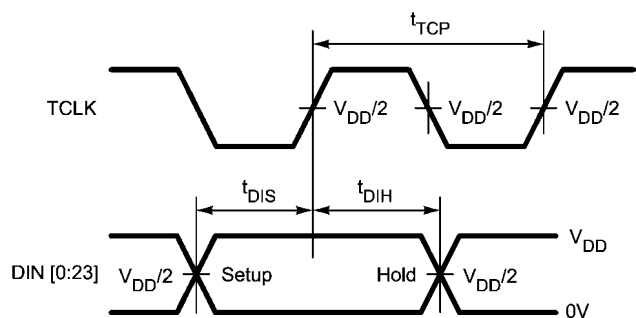 tTCP
TCLK
VDD/2
VDD/2
VDD/2
tDIS
tDIH
VDD
DIN [0:23]
VDD/2
Setup
Hold
VDD/2
0V